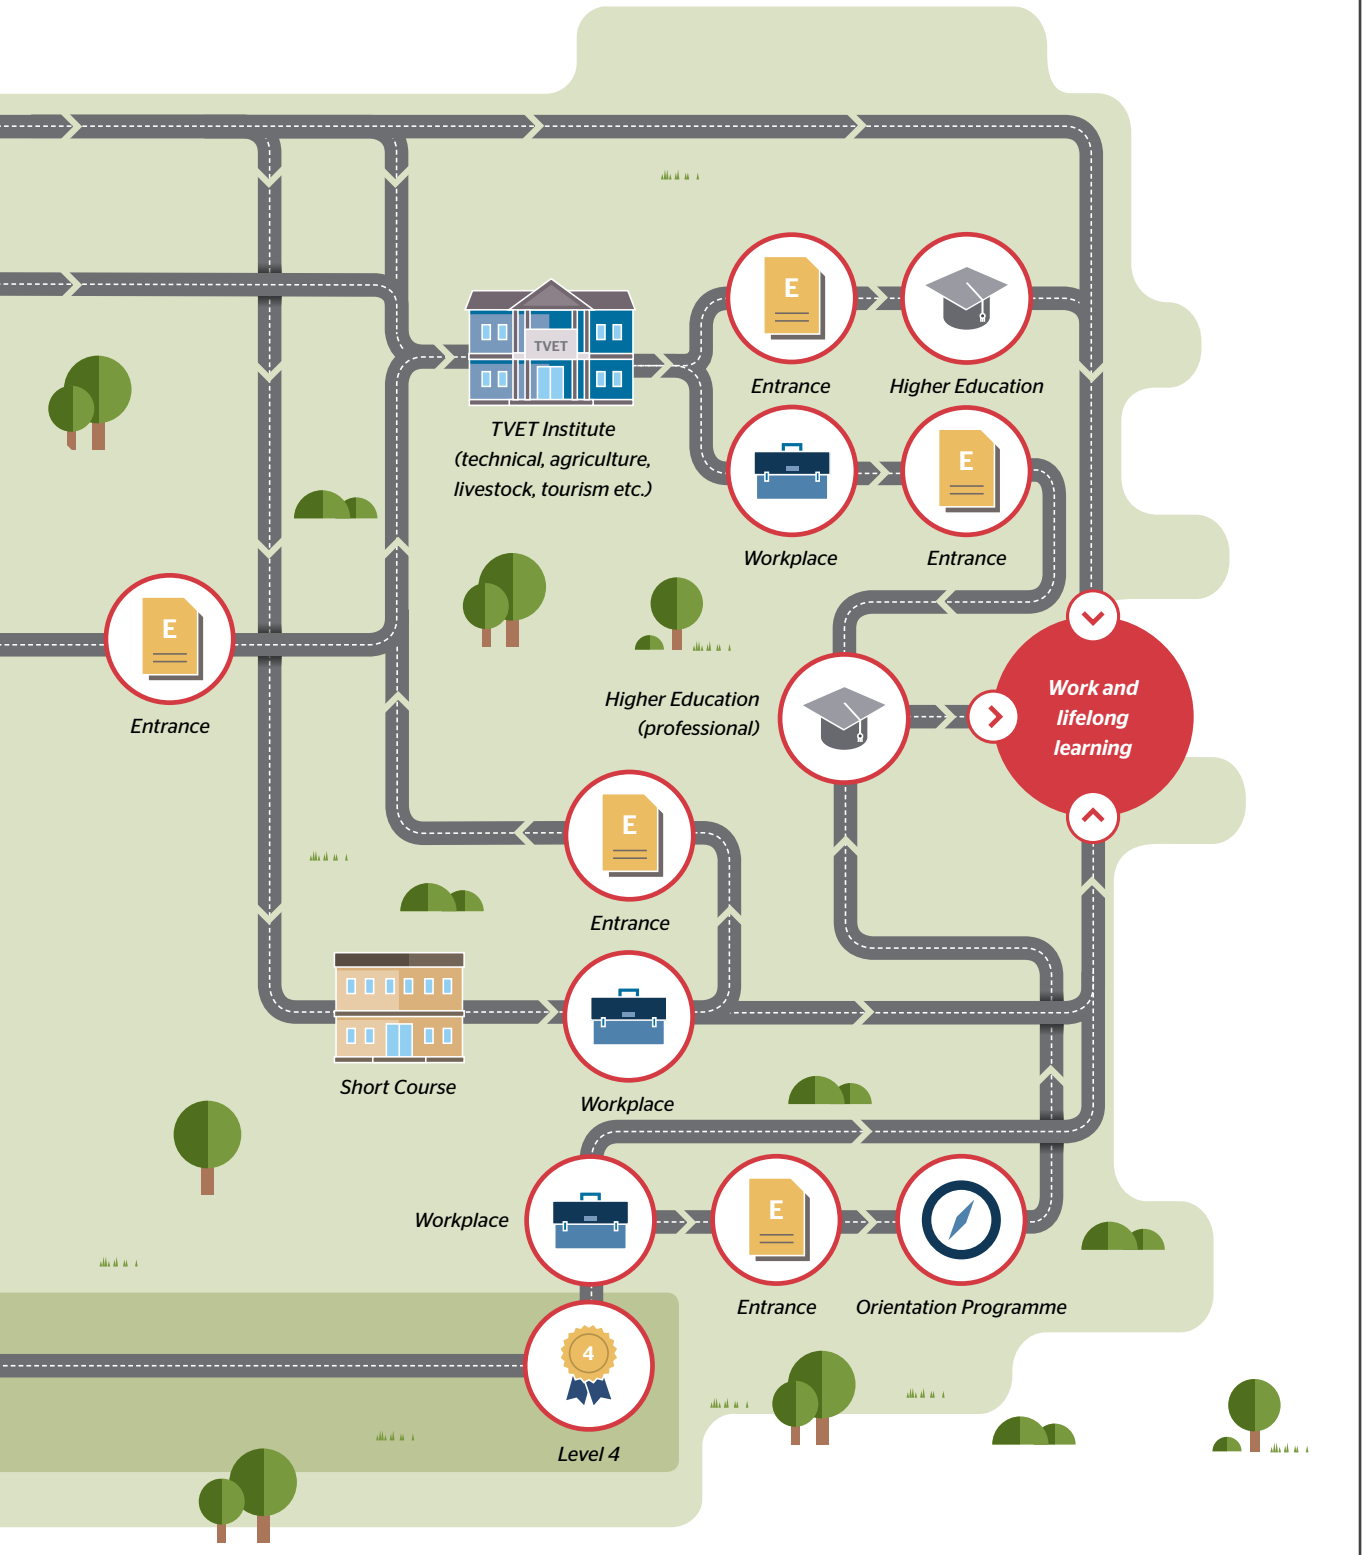 E
Entrance
Higher Education
TVET
TVET Institute
(technical, agriculture,
livestock, tourism etc.)
E
Workplace
Entrance
E
Entrance
Higher Education
(professional)
Work and
lifelong
learning
E
Entrance
Short Course
Workplace
Workplace
E
Entrance
Orientation Programme
4
Level 4